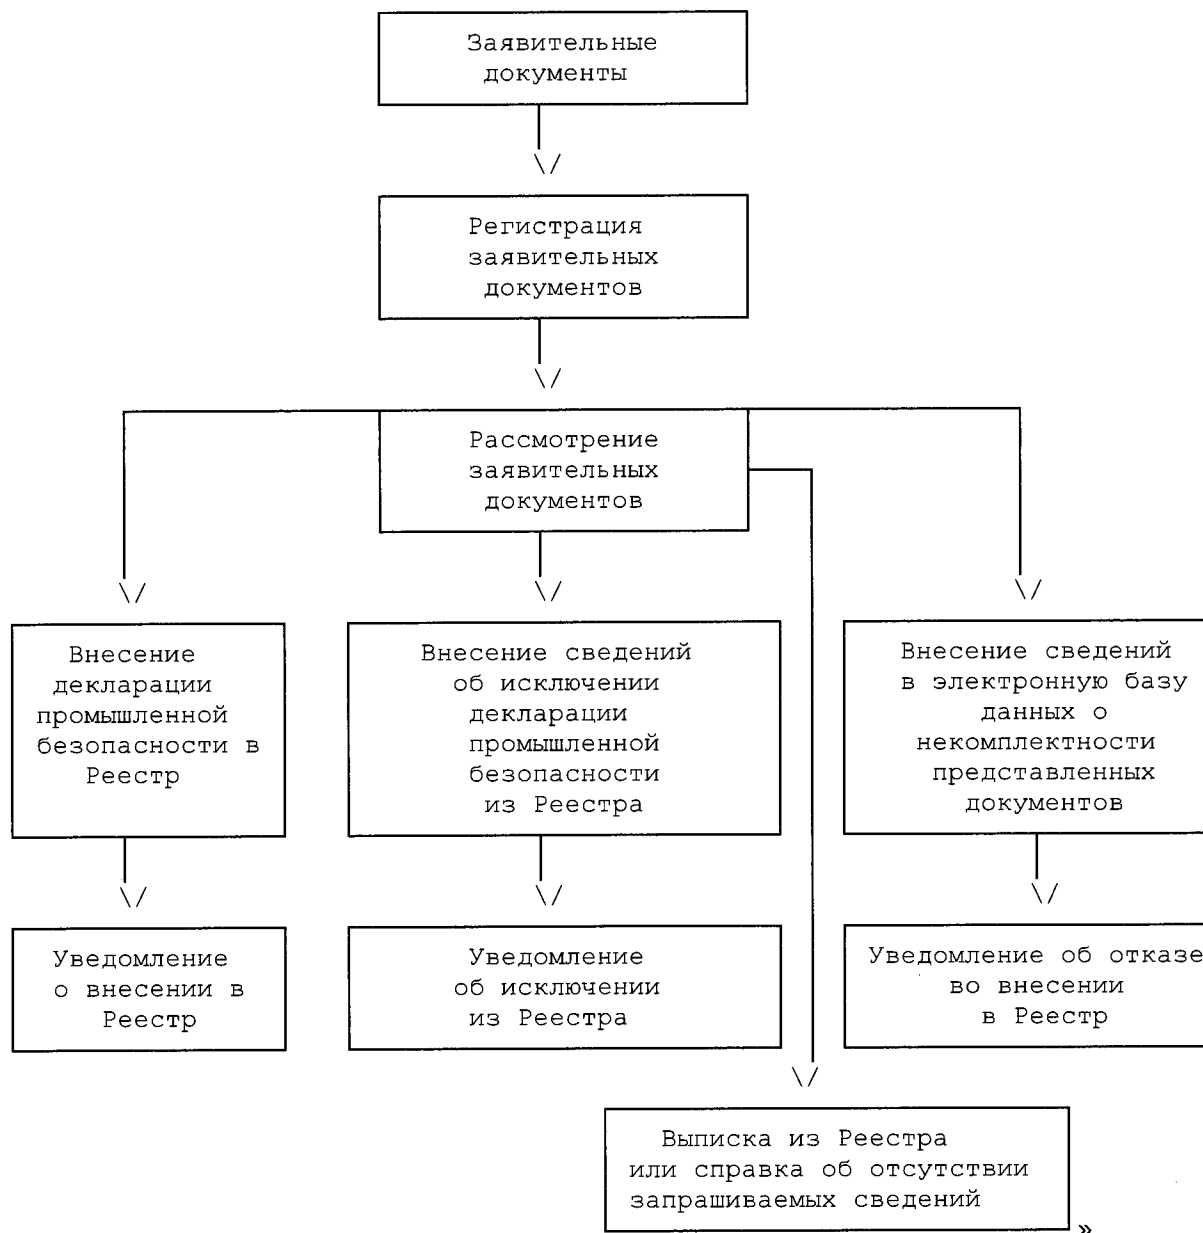 Заявительные
документы
Регистрация
заявительных
документов
Рассмотрение
заявительных
документов
Внесение
декларации
промышленной
безопасности в
Реестр
Внесение сведений
об исключении
декларации
промышленной
безопасности
из Реестра
Внесение сведений
в электронную базу
данных о
некомплектности
представленных
документов
Уведомление
о внесении в
Реестр
Уведомление
об исключении
из Реестра
Уведомление об отказе
во внесении
в Реестр
Выписка из Реестра
или справка об отсутствии
запрашиваемых сведений
»